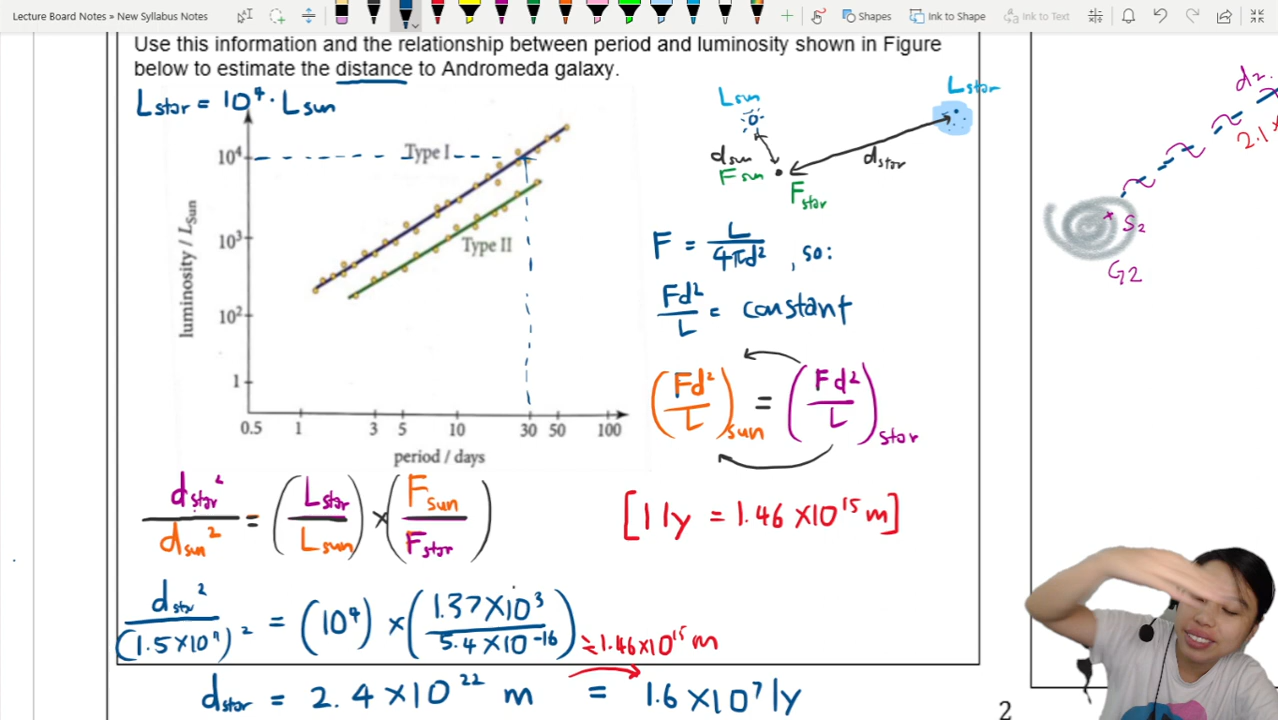 Lecture Board Notes » New Syllabus Notes
Shapes
Ink to Shape
Ink to Text
Use this information and the relationship between period and luminosity shown in Figure
below to estimate the distance to Andromeda galaxy.
Lstar = 10⁴ · Lsun
Lsun
Lstar
d2
2.1 x
dsun
Fsun
dstar
Fstar
S2
G2
luminosity / LSun
10⁴
10³
10²
1
Type I
Type II
0.5 1 3 5 10 30 50 100
period / days
F = L / 4πd² , so:
Fd² / L = constant
(Fd² / L)sun = (Fd² / L)star
dstar² / dsun² = (Lstar / Lsun) × (Fsun / Fstar)
[1 ly = 1.46 ×10¹⁵ m]
dstar² / (1.5×10⁹)² = (10⁴) × (1.37×10³ / 5.4×10⁻¹⁶)
÷1.46×10¹⁵ m
dstar = 2.4 ×10²² m = 1.6 ×10⁷ ly
2